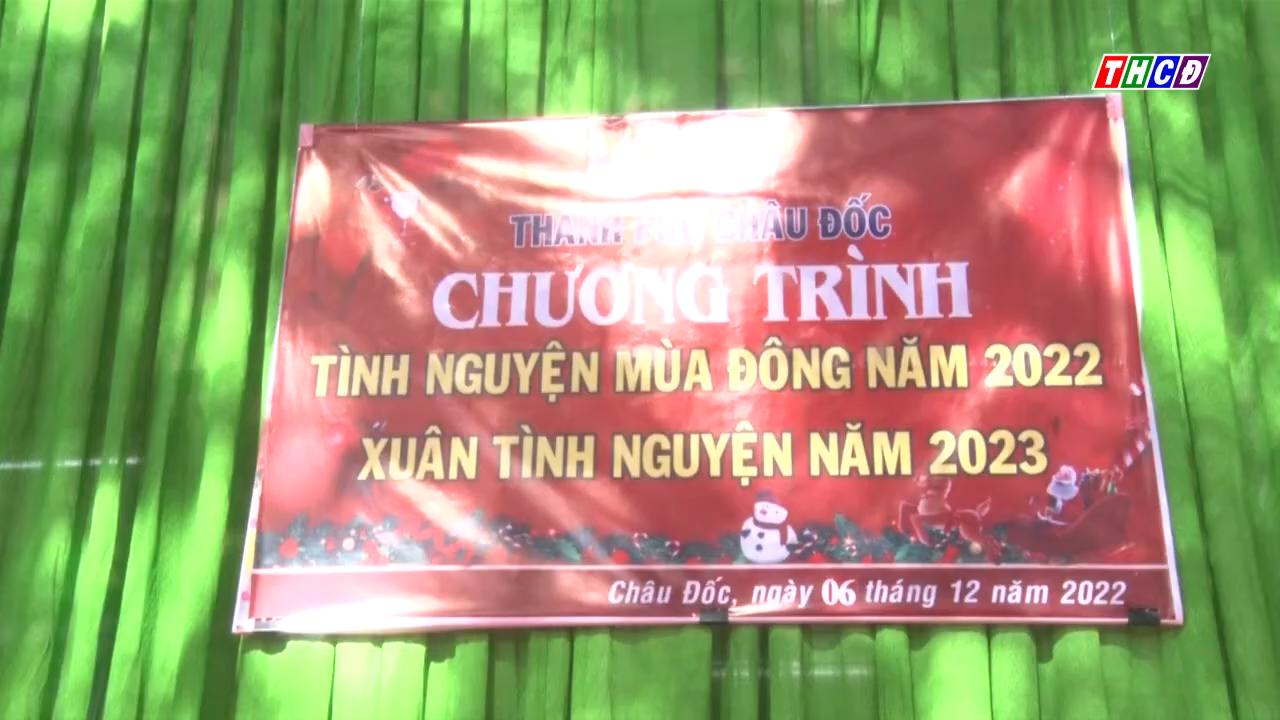 THCĐ
THÀNH PHỐ CHÂU ĐỐC
CHƯƠNG TRÌNH
TÌNH NGUYỆN MÙA ĐÔNG NĂM 2022
XUÂN TÌNH NGUYỆN NĂM 2023
Châu Đốc, ngày 06 tháng 12 năm 2022